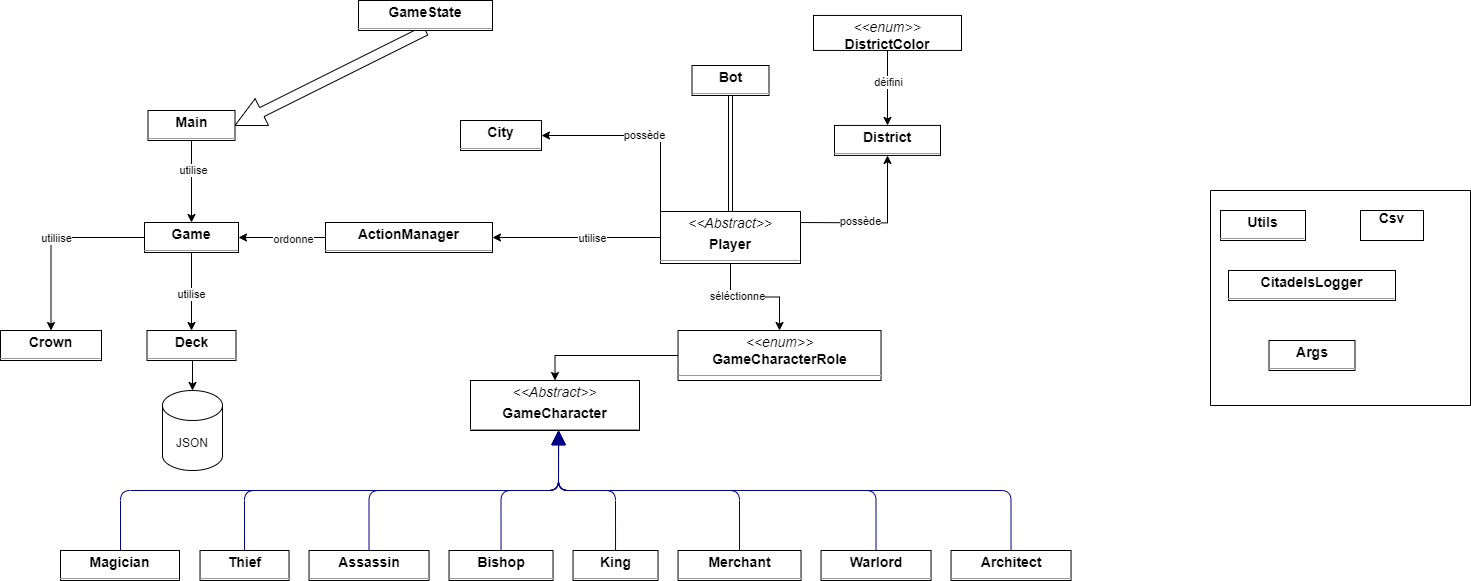 GameState
<<enum>>
DistrictColor
Bot
déifini
Main
City
possède
District
utilise
Utils
Csv
<<Abstract>>
Player
possède
utiliise
Game
ordonne
ActionManager
utilise
CitadelsLogger
utilise
séléctionne
Crown
Deck
<<enum>>
GameCharacterRole
Args
<<Abstract>>
GameCharacter
JSON
Magician
Thief
Assassin
Bishop
King
Merchant
Warlord
Architect